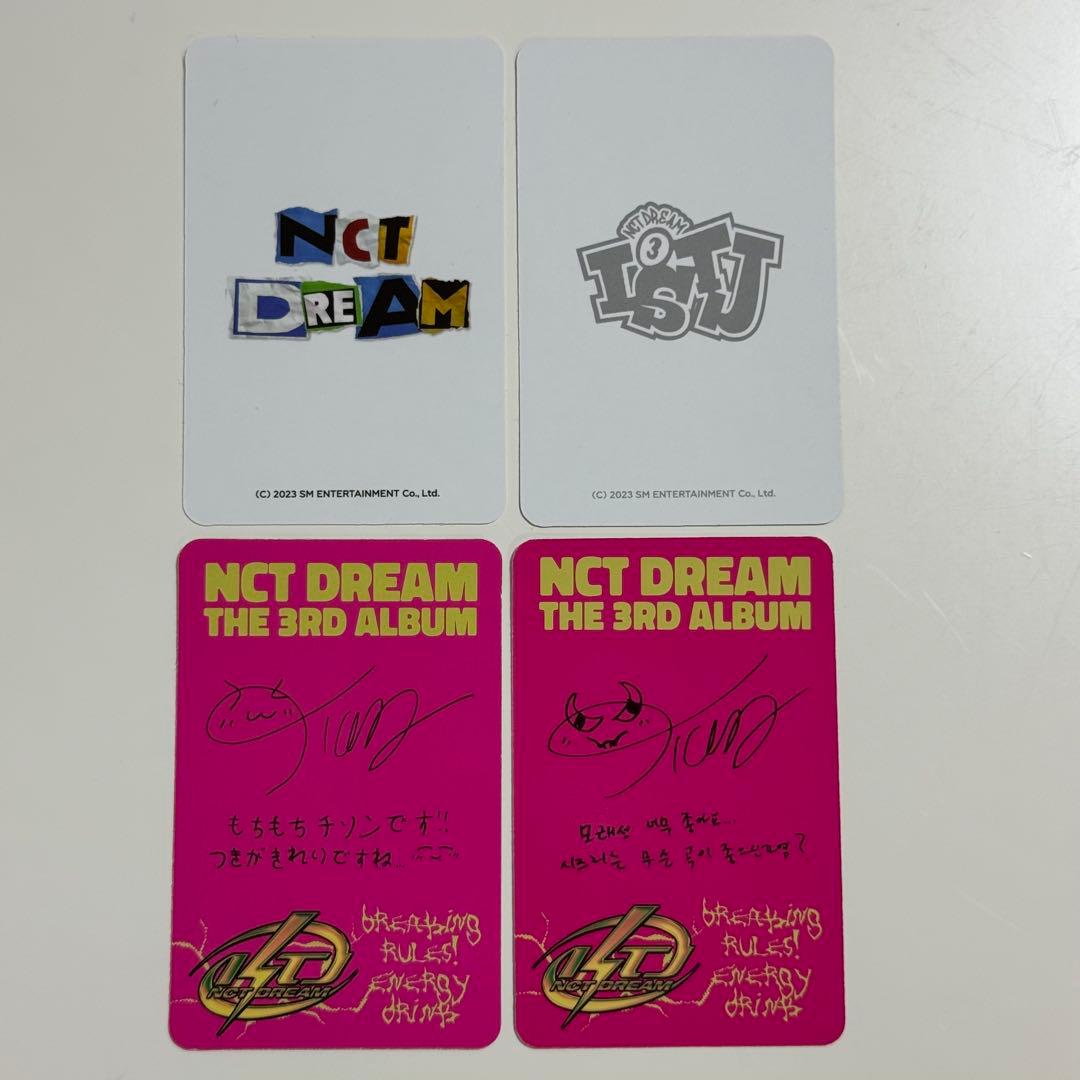 NCT
DREAM
(C) 2023 SM ENTERTAINMENT Co., Ltd.
NCT DREAM
3
ISTJ
(C) 2023 SM ENTERTAINMENT Co., Ltd.
NCT DREAM
THE 3RD ALBUM
もちもち チソンです!!
つきがきれいですね...
NCT DREAM
BREAKING
RULES!
ENERGY
DRINK
NCT DREAM
THE 3RD ALBUM
모래성 너무 좋아요...
시즈니는 무슨 곡이 좋으신가염?
NCT DREAM
BREAKING
RULES!
ENERGY
DRINK